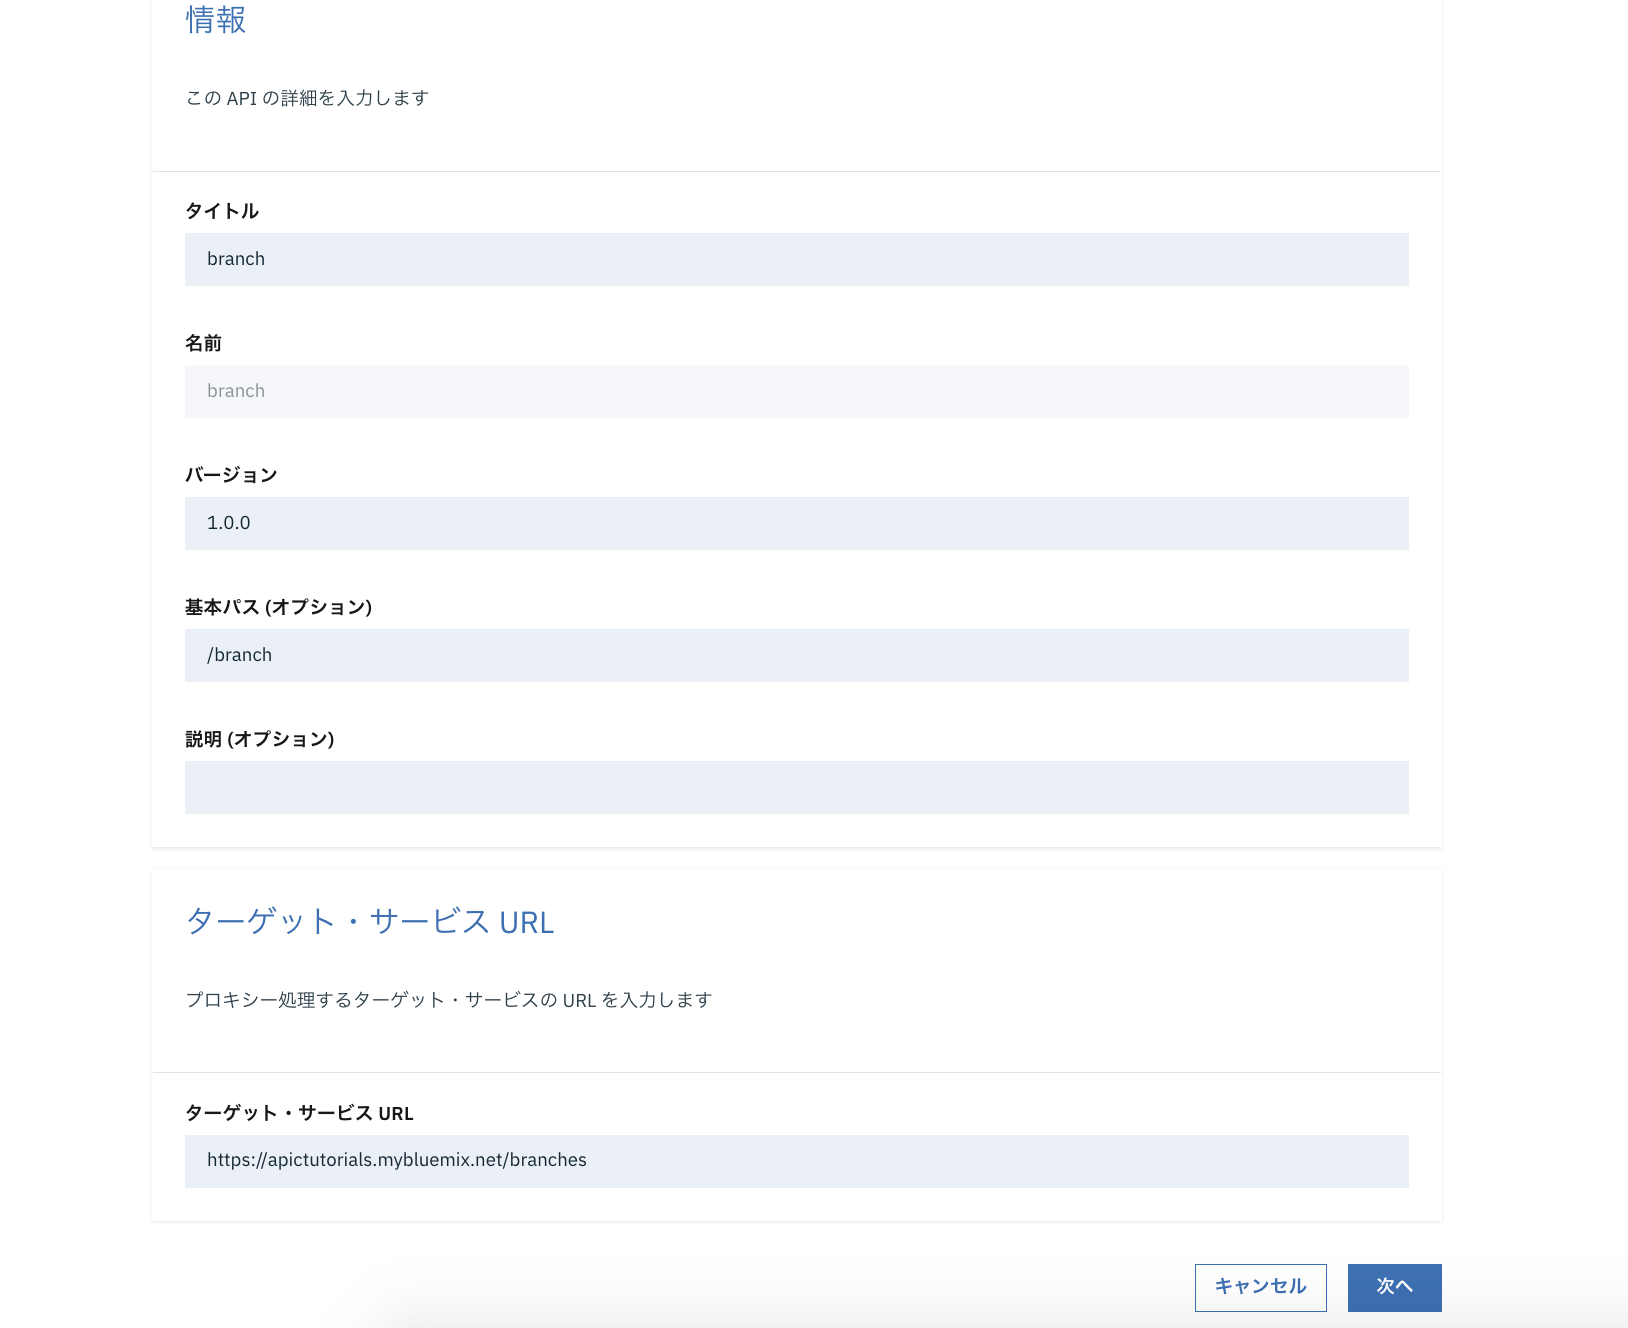 情報
この API の詳細を入力します
タイトル
branch
名前
branch
バージョン
1.0.0
基本パス (オプション)
/branch
説明 (オプション)
ターゲット・サービス URL
プロキシー処理するターゲット・サービスの URL を入力します
ターゲット・サービス URL
https://apictutorials.mybluemix.net/branches
キャンセル
次へ